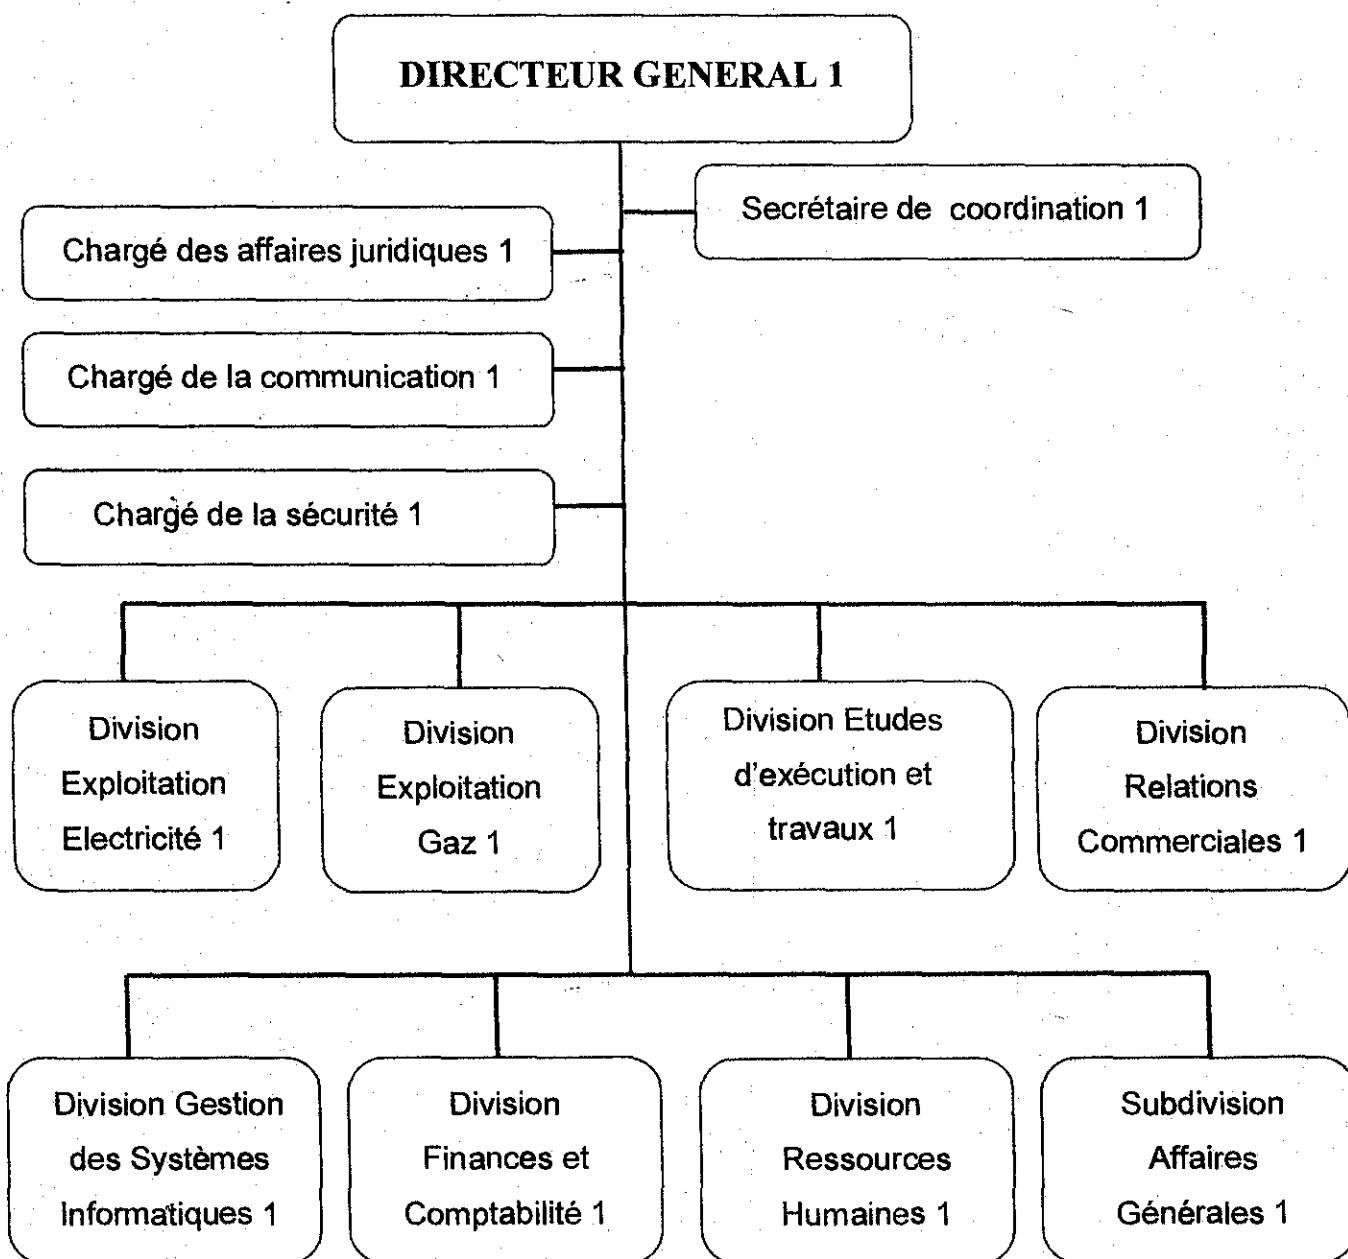 DIRECTEUR GENERAL 1
Secrétaire de coordination 1
Chargé des affaires juridiques 1
Chargé de la communication 1
Chargé de la sécurité 1
Division
Exploitation
Electricité 1
Division
Exploitation
Gaz 1
Division Etudes
d'exécution et
travaux 1
Division
Relations
Commerciales 1
Division Gestion
des Systèmes
Informatiques 1
Division
Finances et
Comptabilité 1
Division
Ressources
Humaines 1
Subdivision
Affaires
Générales 1